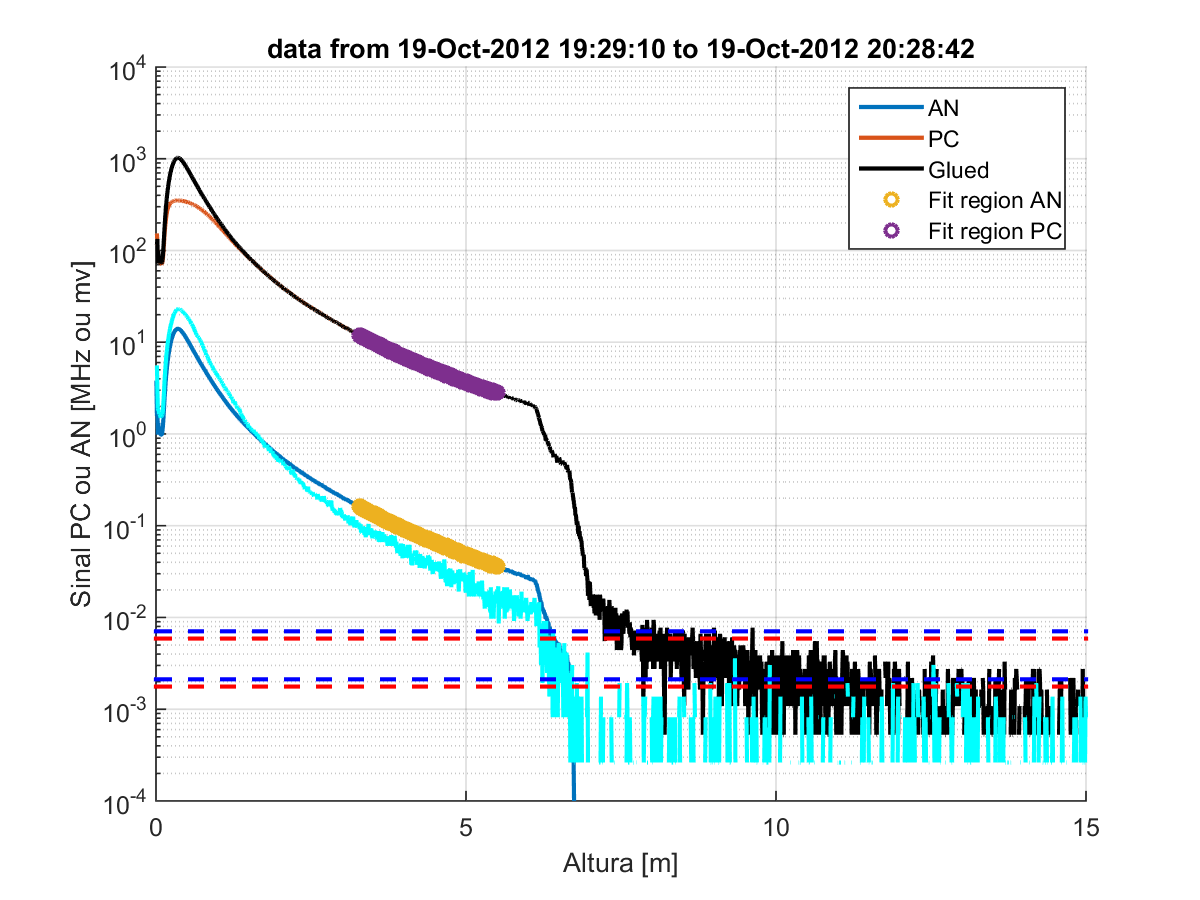 data from 19-Oct-2012 19:29:10 to 19-Oct-2012 20:28:42
AN
PC
Glued
Fit region AN
Fit region PC
Sinal PC ou AN [MHz ou mv]
10^4
10^3
10^2
10^1
10^0
10^-1
10^-2
10^-3
10^-4
0 5 10 15
Altura [m]